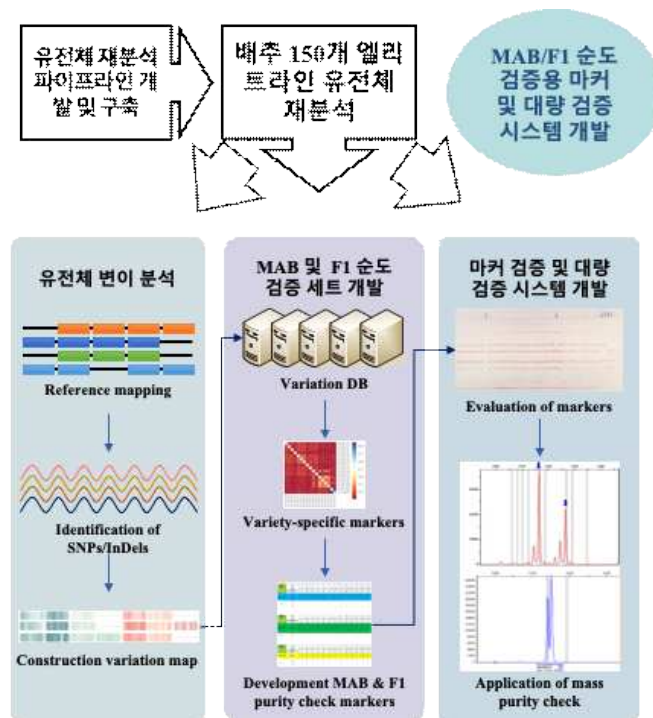 유전체 재분석
파이프라인 개
발 및 구축
배추 150개 엘리
트라인 유전체
재분석
MAB/F1 순도
검증용 마커
및 대량 검증
시스템 개발
유전체 변이 분석
Reference mapping
Identification of
SNPs/InDels
Construction variation map
MAB 및 F1 순도
검증 세트 개발
Variation DB
Variety-specific markers
Development MAB & F1
purity check markers
마커 검증 및 대량
검증 시스템 개발
Evaluation of markers
Application of mass
purity check